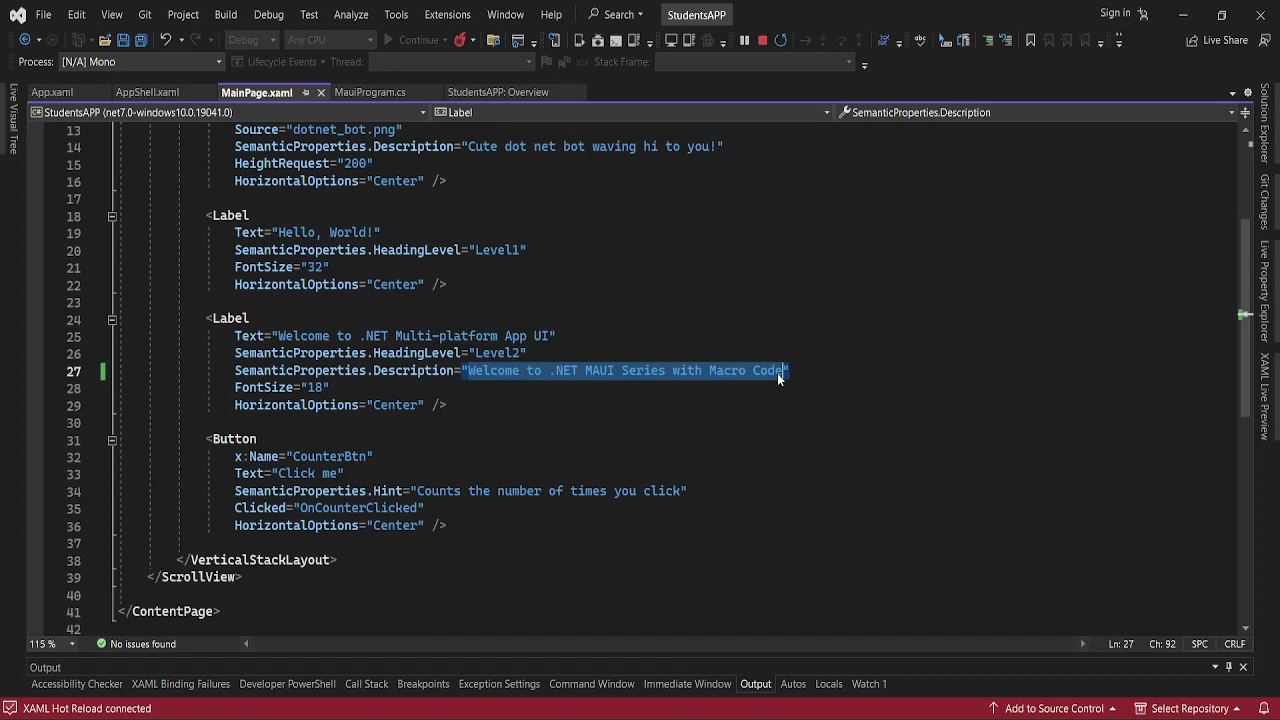 File Edit View Git Project Build Debug Test Analyze Tools Extensions Window Help Search StudentsAPP Sign in
Debug Any CPU Continue Live Share
Process: [N/A] Mono Lifecycle Events Thread: Stack Frame:
App.xaml AppShell.xaml MainPage.xaml MauiProgram.cs StudentsAPP: Overview
StudentsAPP (net7.0-windows10.0.19041.0) Label SemanticProperties.Description
Live Visual Tree
13 Source="dotnet_bot.png"
14 SemanticProperties.Description="Cute dot net bot waving hi to you!"
15 HeightRequest="200"
16 HorizontalOptions="Center" />
17
18 <Label
19 Text="Hello, World!"
20 SemanticProperties.HeadingLevel="Level1"
21 FontSize="32"
22 HorizontalOptions="Center" />
23
24 <Label
25 Text="Welcome to .NET Multi-platform App UI"
26 SemanticProperties.HeadingLevel="Level2"
27 SemanticProperties.Description="Welcome to .NET MAUI Series with Macro Code"
28 FontSize="18"
29 HorizontalOptions="Center" />
30
31 <Button
32 x:Name="CounterBtn"
33 Text="Click me"
34 SemanticProperties.Hint="Counts the number of times you click"
35 Clicked="OnCounterClicked"
36 HorizontalOptions="Center" />
37
38 </VerticalStackLayout>
39 </ScrollView>
40
41 </ContentPage>
42
Solution Explorer
Git Changes
Live Property Explorer
XAML Live Preview
115 % No issues found Ln: 27 Ch: 92 SPC CRLF
Output
Accessibility Checker XAML Binding Failures Developer PowerShell Call Stack Breakpoints Exception Settings Command Window Immediate Window Output Autos Locals Watch 1
XAML Hot Reload connected Add to Source Control Select Repository